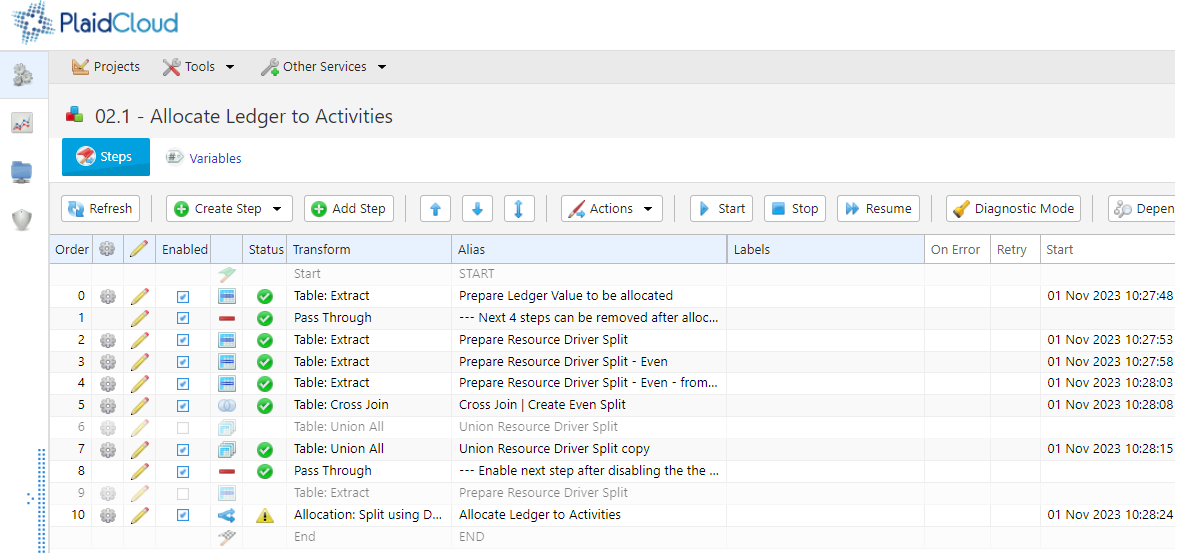 PlaidCloud
Projects Tools Other Services
02.1 - Allocate Ledger to Activities
Steps Variables
Refresh Create Step Add Step Actions Start Stop Resume Diagnostic Mode Depen
Order Enabled Status Transform Alias Labels On Error Retry Start
Start START
0 Table: Extract Prepare Ledger Value to be allocated 01 Nov 2023 10:27:48
1 Pass Through --- Next 4 steps can be removed after alloc...
2 Table: Extract Prepare Resource Driver Split 01 Nov 2023 10:27:53
3 Table: Extract Prepare Resource Driver Split - Even 01 Nov 2023 10:27:58
4 Table: Extract Prepare Resource Driver Split - Even - from... 01 Nov 2023 10:28:03
5 Table: Cross Join Cross Join | Create Even Split 01 Nov 2023 10:28:08
6 Table: Union All Union Resource Driver Split
7 Table: Union All Union Resource Driver Split copy 01 Nov 2023 10:28:15
8 Pass Through --- Enable next step after disabling the the ...
9 Table: Extract Prepare Resource Driver Split
10 Allocation: Split using D... Allocate Ledger to Activities 01 Nov 2023 10:28:24
End END